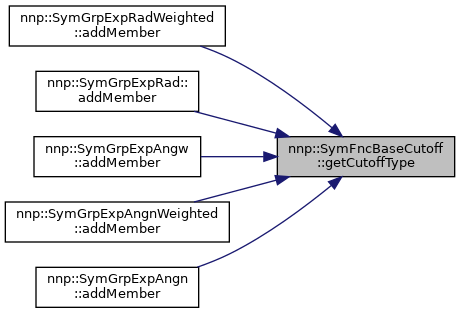 nnp::SymGrpExpRadWeighted
::addMember
nnp::SymGrpExpRad::
addMember
nnp::SymGrpExpAngw
::addMember
nnp::SymGrpExpAngnWeighted
::addMember
nnp::SymGrpExpAngn
::addMember
nnp::SymFncBaseCutoff
::getCutoffType